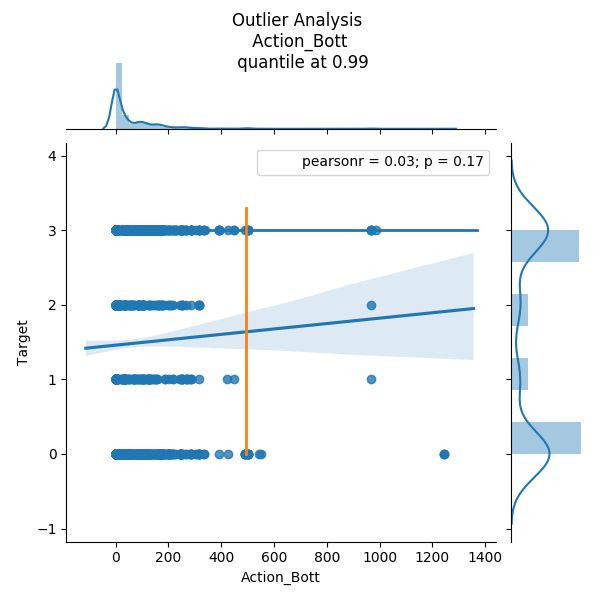 Outlier Analysis
Action_Bott
quantile at 0.99
pearsonr = 0.03; p = 0.17
4
3
2
1
0
−1
Target
0 200 400 600 800 1000 1200 1400
Action_Bott